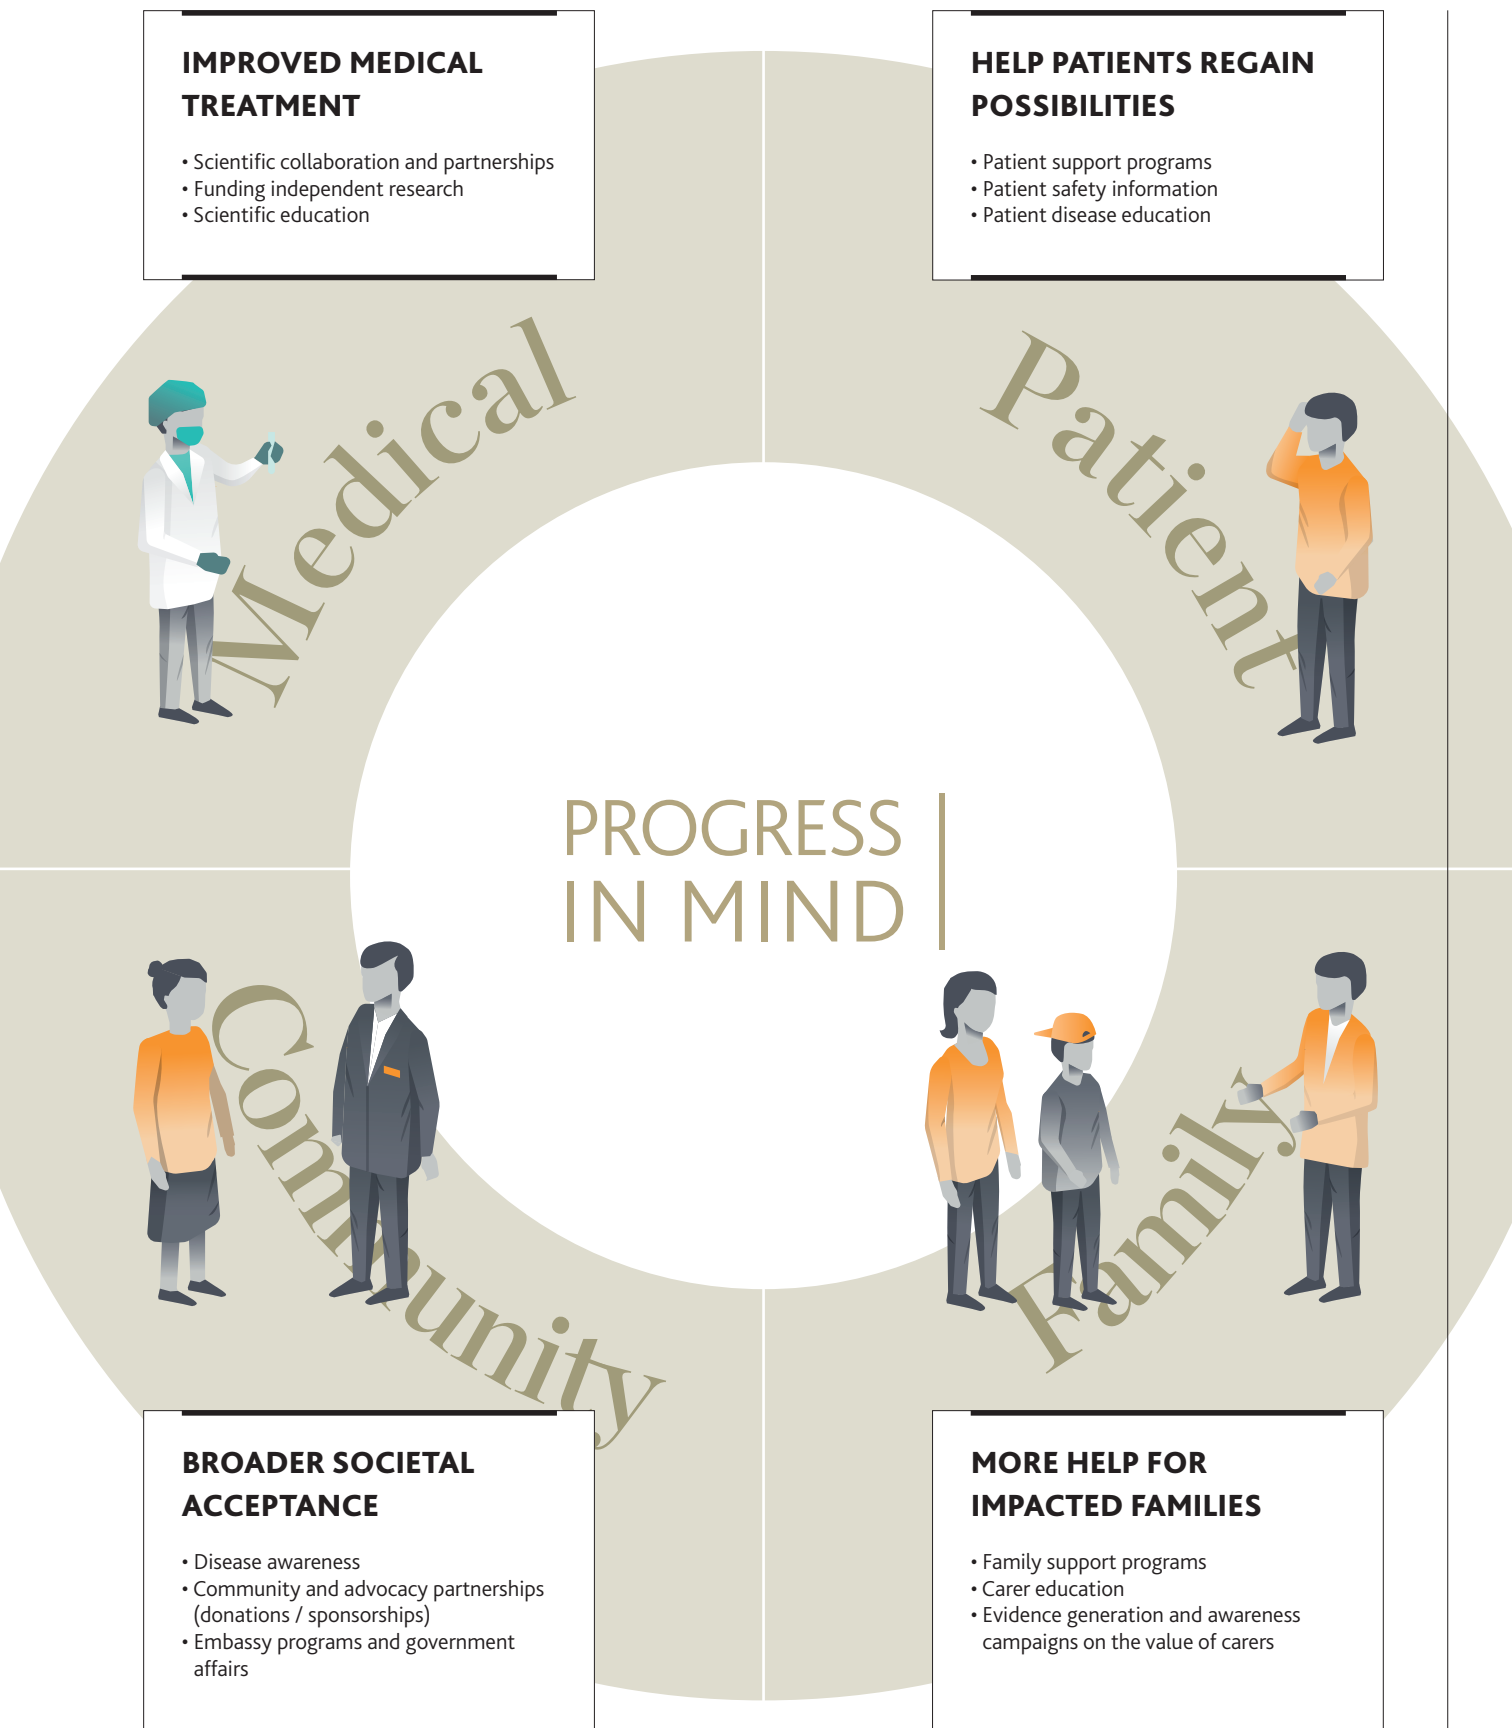 IMPROVED MEDICAL
TREATMENT
• Scientific collaboration and partnerships
• Funding independent research
• Scientific education
HELP PATIENTS REGAIN
POSSIBILITIES
• Patient support programs
• Patient safety information
• Patient disease education
Medical
Patient
PROGRESS
IN MIND
Community
Family
BROADER SOCIETAL
ACCEPTANCE
• Disease awareness
• Community and advocacy partnerships
(donations / sponsorships)
• Embassy programs and government
affairs
MORE HELP FOR
IMPACTED FAMILIES
• Family support programs
• Carer education
• Evidence generation and awareness
campaigns on the value of carers